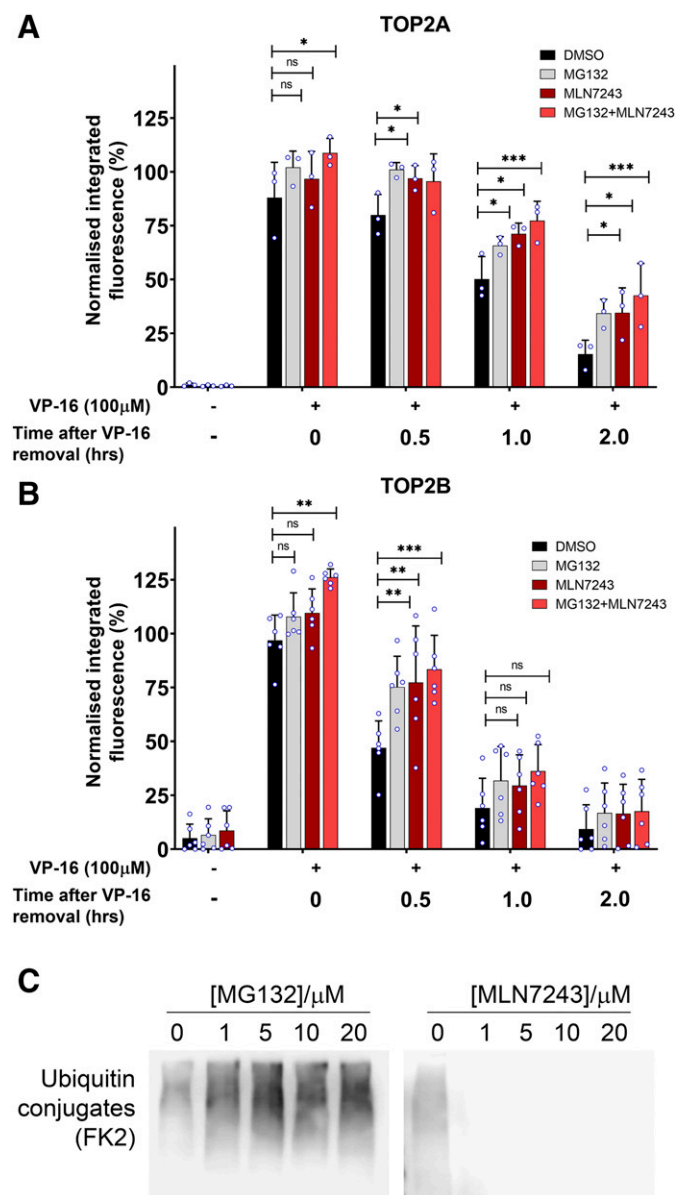 A
TOP2A
DMSO
MG132
MLN7243
MG132+MLN7243
*
ns
ns
*
*
***
*
*
***
*
*
Normalised integrated
fluorescence (%)
125
100
75
50
25
0
VP-16 (100μM) - + + + +
Time after VP-16
removal (hrs) - 0 0.5 1.0 2.0
B
TOP2B
DMSO
MG132
MLN7243
MG132+MLN7243
**
ns
ns
***
**
**
ns
ns
ns
Normalised integrated
fluorescence (%)
125
100
75
50
25
0
VP-16 (100μM) - + + + +
Time after VP-16
removal (hrs) - 0 0.5 1.0 2.0
C
[MG132]/μM [MLN7243]/μM
0 1 5 10 20 0 1 5 10 20
Ubiquitin
conjugates
(FK2)